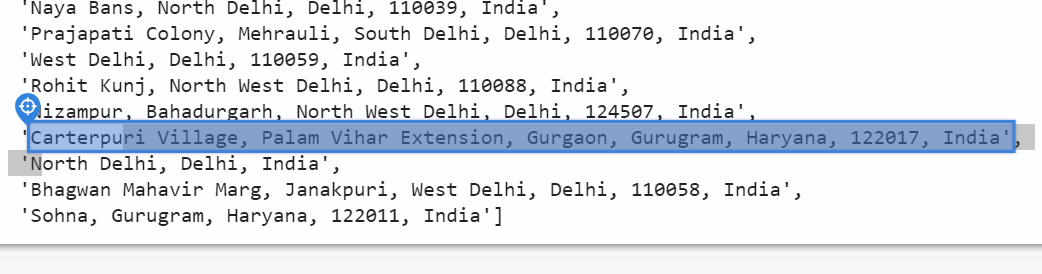 'Naya Bans, North Delhi, Delhi, 110039, India',
'Prajapati Colony, Mehrauli, South Delhi, Delhi, 110070, India',
'West Delhi, Delhi, 110059, India',
'Rohit Kunj, North West Delhi, Delhi, 110088, India',
izampur, Bahadurgarh, North West Delhi, Delhi, 124507, India',
'Carterpuri Village, Palam Vihar Extension, Gurgaon, Gurugram, Haryana, 122017, India',
'North Delhi, Delhi, India',
'Bhagwan Mahavir Marg, Janakpuri, West Delhi, Delhi, 110058, India',
'Sohna, Gurugram, Haryana, 122011, India']